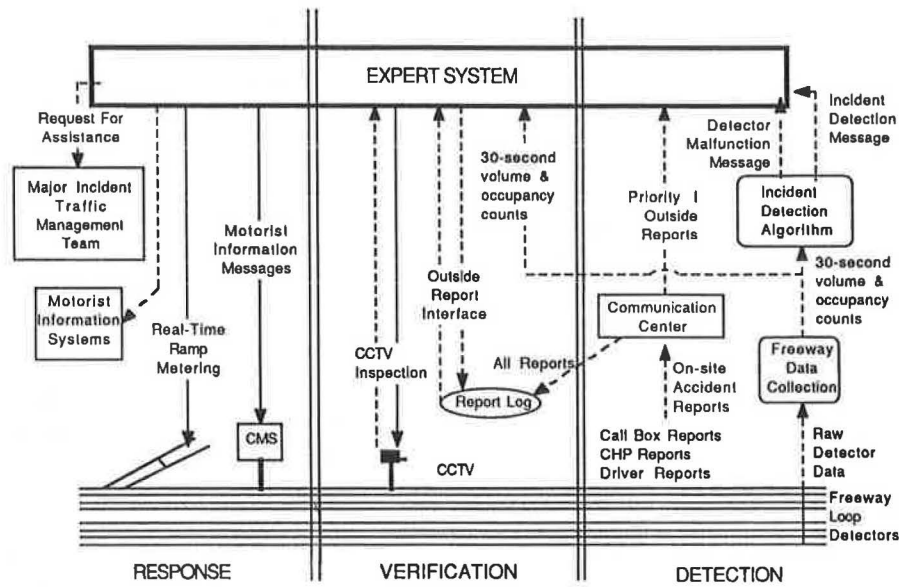 EXPERT SYSTEM
Request For
Assistance
Major Incident
Traffic
Management
Team
Motorist
Information
Systems
Real-Time
Ramp
Metering
Motorist
Information
Messages
CMS
CCTV
Inspection
CCTV
Outside
Report
Interface
Report Log
30-second
volume &
occupancy
counts
All Reports
Priority I
Outside
Reports
Communication
Center
On-site
Accident
Reports
Call Box Reports
CHP Reports
Driver Reports
Detector
Malfunction
Message
Incident
Detection
Message
Incident
Detection
Algorithm
30-second
volume &
occupancy
counts
Freeway
Data
Collection
Raw
Detector
Data
Freeway
Loop
Detectors
RESPONSE
VERIFICATION
DETECTION